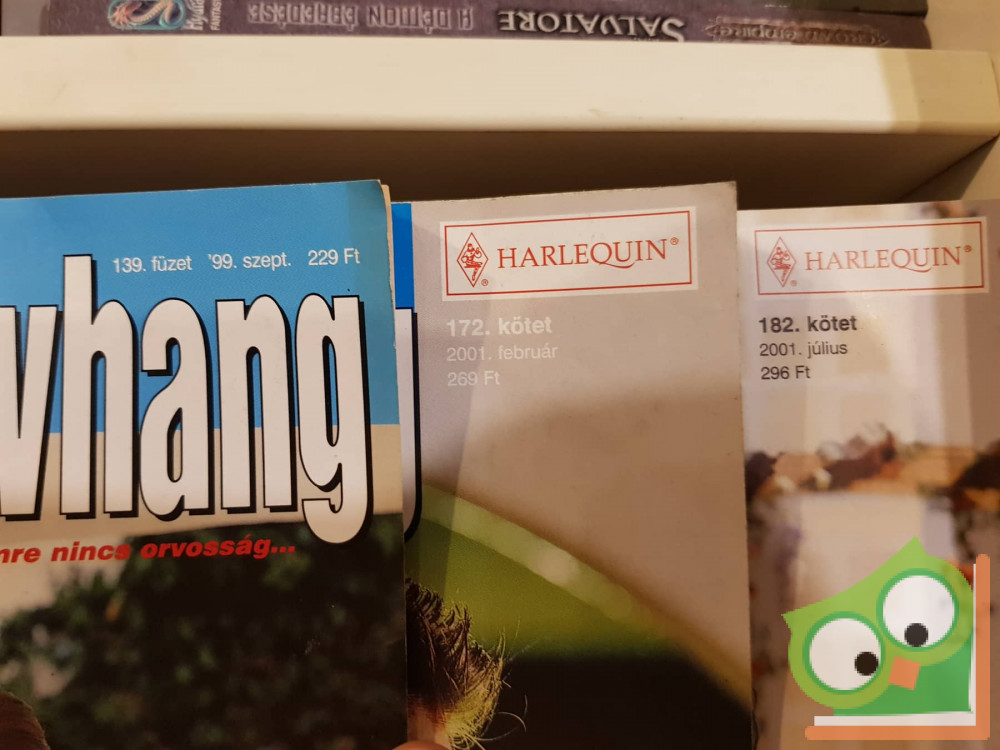 A DÉMON ÉBREDÉSE SALVATORE
139. füzet '99. szept. 229 Ft
vhang
mre nincs orvosság...
HARLEQUIN®
172. kötet
2001. február
269 Ft
HARLEQUIN®
182. kötet
2001. július
296 Ft